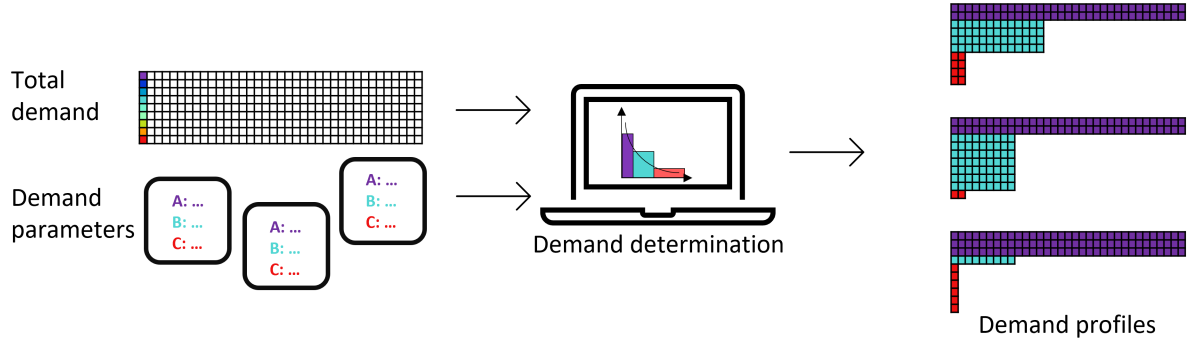 Total
demand
Demand
parameters
A: ...
B: ...
C: ...
A: ...
B: ...
C: ...
A: ...
B: ...
C: ...
Demand determination
Demand profiles